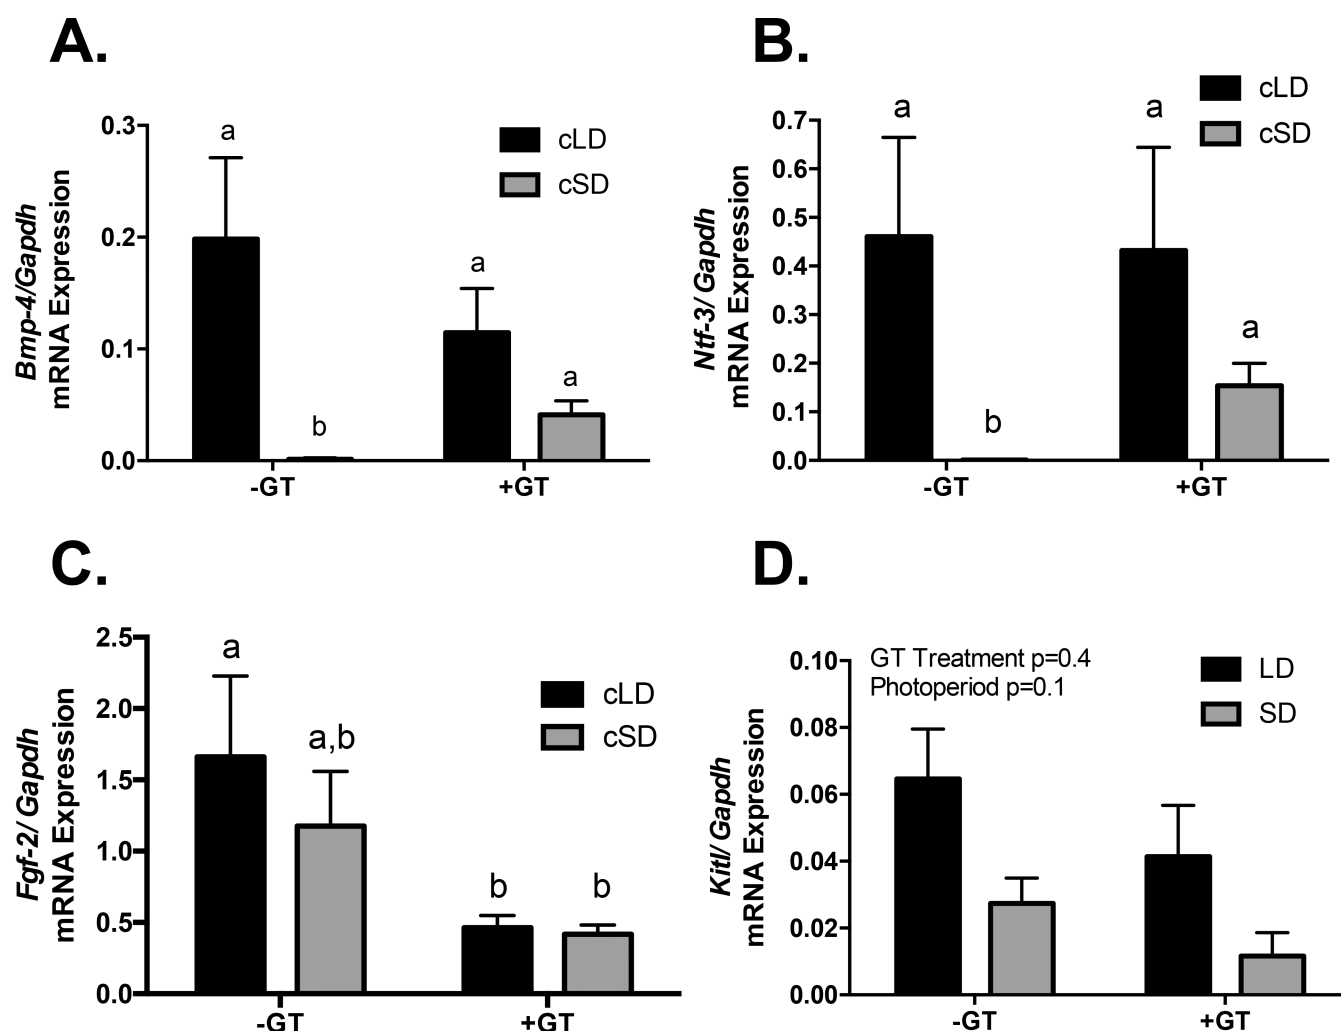 A.
Bmp-4/Gapdh
mRNA Expression
0.3
0.2
0.1
0.0
a
b
a
a
cLD
cSD
-GT
+GT
B.
Ntf-3/Gapdh
mRNA Expression
0.7
0.6
0.5
0.4
0.3
0.2
0.1
0.0
a
b
a
a
cLD
cSD
-GT
+GT
C.
Fgf-2/Gapdh
mRNA Expression
2.5
2.0
1.5
1.0
0.5
0.0
a
a,b
b
b
cLD
cSD
-GT
+GT
D.
Kitl/Gapdh
mRNA Expression
0.10
0.08
0.06
0.04
0.02
0.00
GT Treatment p=0.4
Photoperiod p=0.1
LD
SD
-GT
+GT